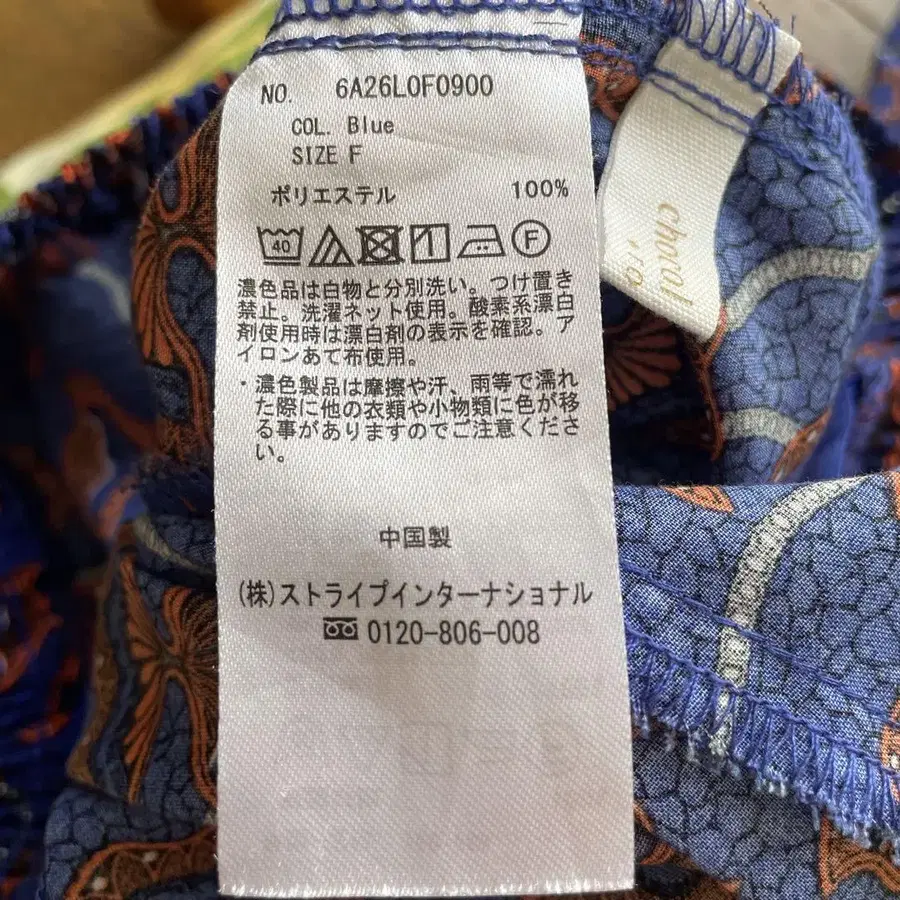 NO. 6A26L0F0900
COL. Blue
SIZE F
ポリエステル 100%
40
F
濃色品は白物と分別洗い。つけ置き
禁止。洗濯ネット使用。酸素系漂白
剤使用時は漂白剤の表示を確認。ア
イロンあて布使用。
・濃色製品は摩擦や汗、雨等で濡れ
た際に他の衣類や小物類に色が移
る事がありますのでご注意くださ
い。
中国製
(株)ストライプインターナショナル
0120-806-008